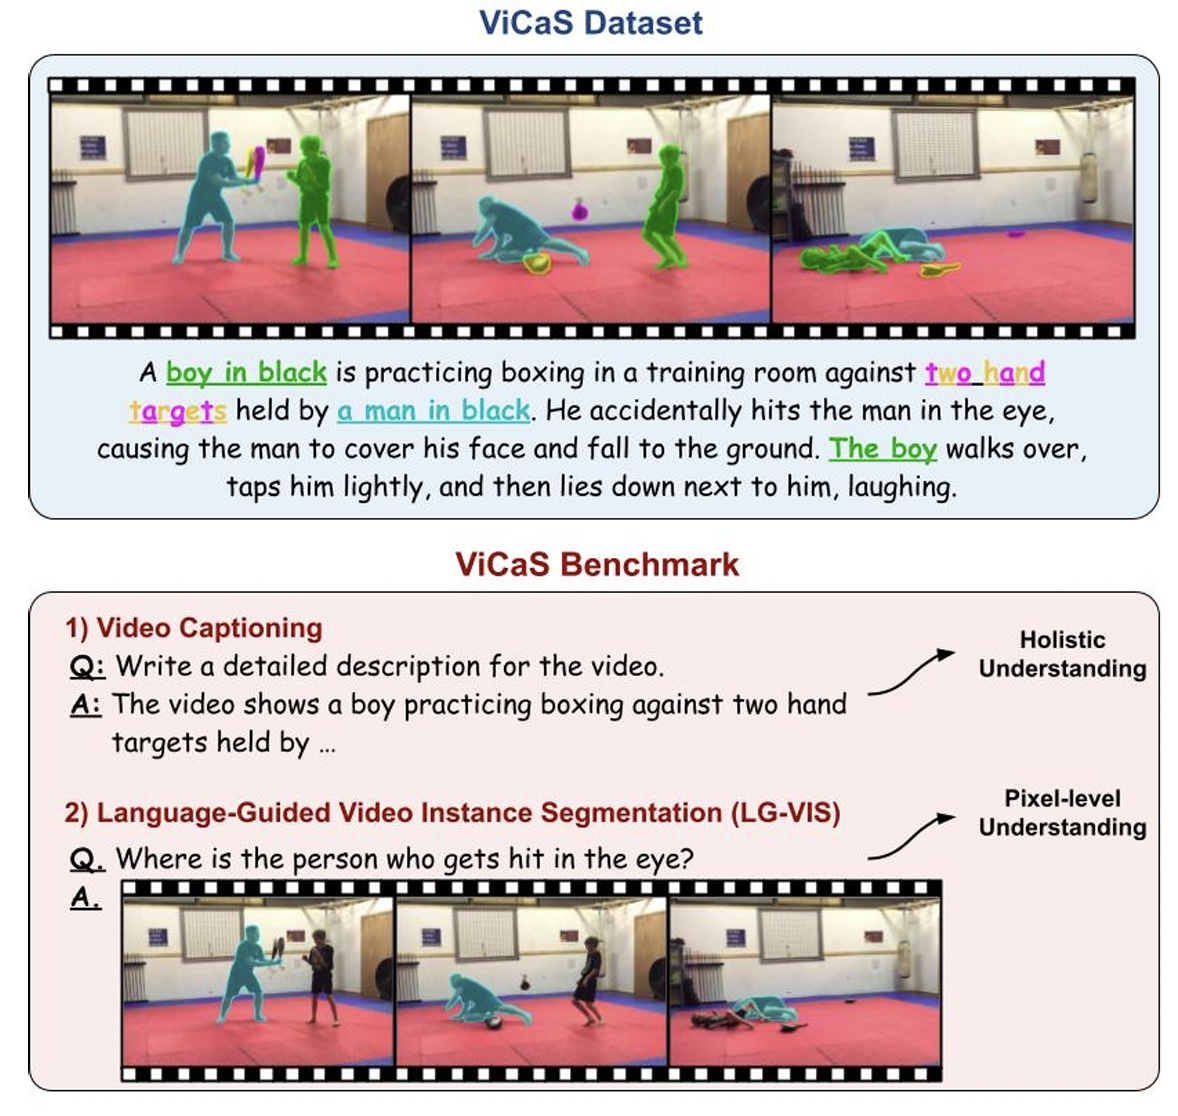 ViCaS Dataset
A boy in black is practicing boxing in a training room against two hand
targets held by a man in black. He accidentally hits the man in the eye,
causing the man to cover his face and fall to the ground. The boy walks over,
taps him lightly, and then lies down next to him, laughing.
ViCaS Benchmark
1) Video Captioning
Q: Write a detailed description for the video.
A: The video shows a boy practicing boxing against two hand
targets held by ...
Holistic
Understanding
2) Language-Guided Video Instance Segmentation (LG-VIS)
Q. Where is the person who gets hit in the eye?
A.
Pixel-level
Understanding